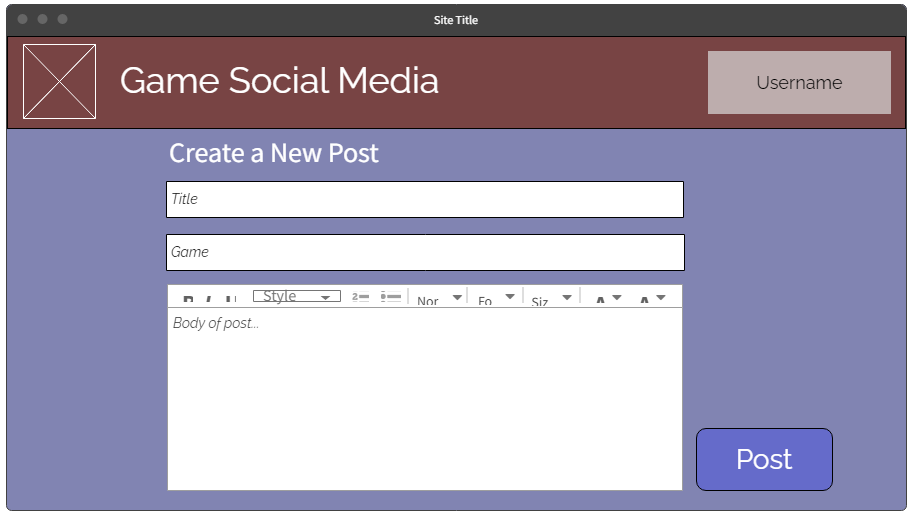 Site Title
Game Social Media
Username
Create a New Post
Title
Game
B I U Style Nor Fo Siz A A
Body of post...
Post